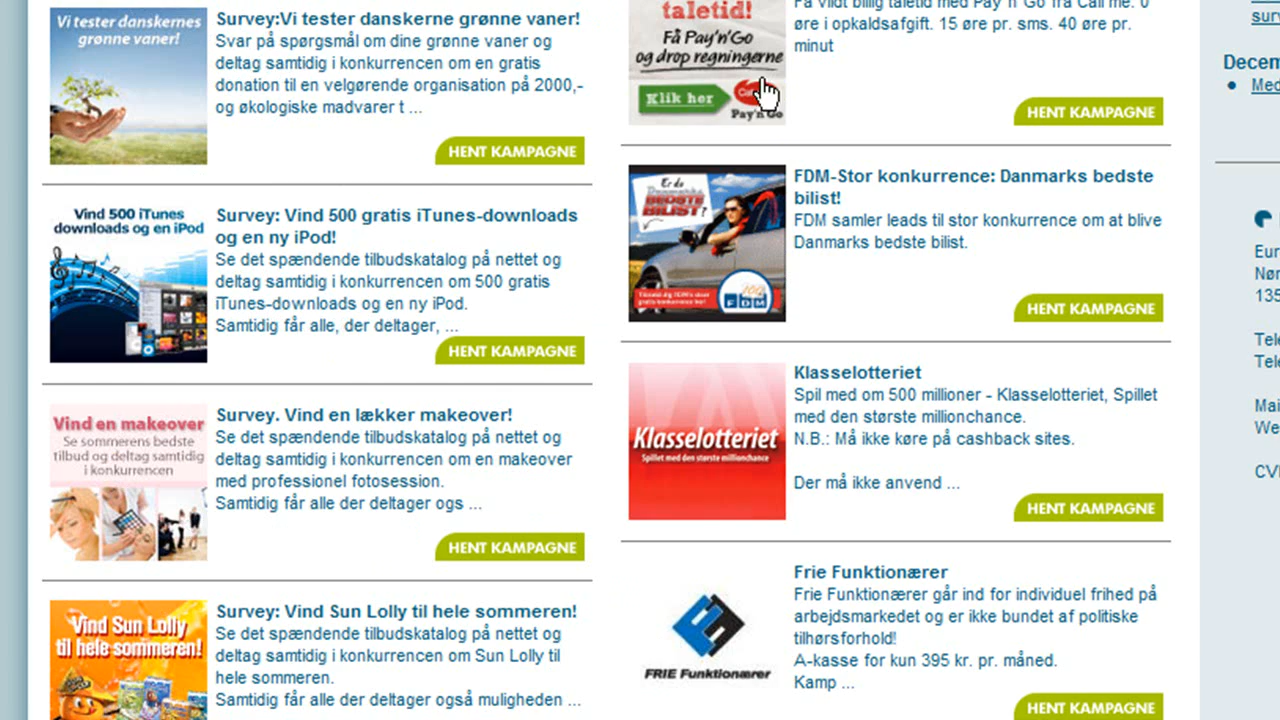 Vi tester danskernes
grønne vaner!
Survey:Vi tester danskerne grønne vaner!
Svar på spørgsmål om dine grønne vaner og
deltag samtidig i konkurrencen om en gratis
donation til en velgørende organisation på 2000,-
og økologiske madvarer t ...
HENT KAMPAGNE
Vind 500 iTunes
downloads og en iPod
Survey: Vind 500 gratis iTunes-downloads
og en ny iPod!
Se det spændende tilbudskatalog på nettet og
deltag samtidig i konkurrencen om 500 gratis
iTunes-downloads og en ny iPod.
Samtidig får alle, der deltager, ...
HENT KAMPAGNE
Vind en makeover
Se sommerens bedste
tilbud og deltag samtidig
i konkurrencen
Survey. Vind en lækker makeover!
Se det spændende tilbudskatalog på nettet og
deltag samtidig i konkurrencen om en makeover
med professionel fotosession.
Samtidig får alle der deltager ogs ...
HENT KAMPAGNE
Vind Sun Lolly
til hele sommeren!
Survey: Vind Sun Lolly til hele sommeren!
Se det spændende tilbudskatalog på nettet og
deltag samtidig i konkurrencen om Sun Lolly til
hele sommeren.
Samtidig får alle der deltager også muligheden ...
taletid!
Få Pay'n'Go
og drop regningerne
Klik her
Pay'n Go
Få vildt billig taletid med Pay 'n' Go fra Call me. 0
øre i opkaldsafgift. 15 øre pr. sms. 40 øre pr.
minut
HENT KAMPAGNE
Er du
Danmarks
BEDSTE
BILIST?
FDM
FDM-Stor konkurrence: Danmarks bedste
bilist!
FDM samler leads til stor konkurrence om at blive
Danmarks bedste bilist.
HENT KAMPAGNE
Klasselotteriet
Spillet med den største millionchance
Klasselotteriet
Spil med om 500 millioner - Klasselotteriet, Spillet
med den største millionchance.
N.B.: Må ikke køre på cashback sites.
Der må ikke anvend ...
HENT KAMPAGNE
FRIE Funktionærer
Frie Funktionærer
Frie Funktionærer går ind for individuel frihed på
arbejdsmarkedet og er ikke bundet af politiske
tilhørsforhold!
A-kasse for kun 395 kr. pr. måned.
Kamp ...
HENT KAMPAGNE
surv
Decem
Med
Eur
Nør
135
Tele
Tele
Mai
We
CVR